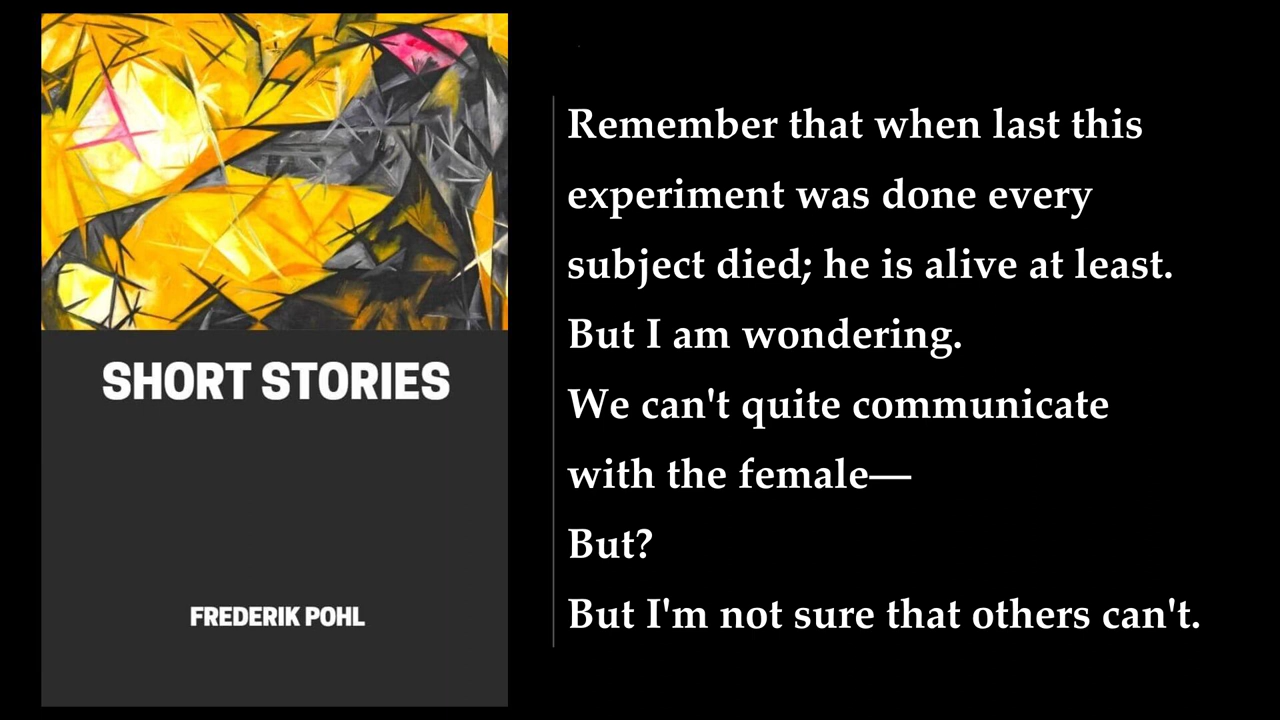 SHORT STORIES
FREDERIK POHL
Remember that when last this
experiment was done every
subject died; he is alive at least.
But I am wondering.
We can't quite communicate
with the female—
But?
But I'm not sure that others can't.